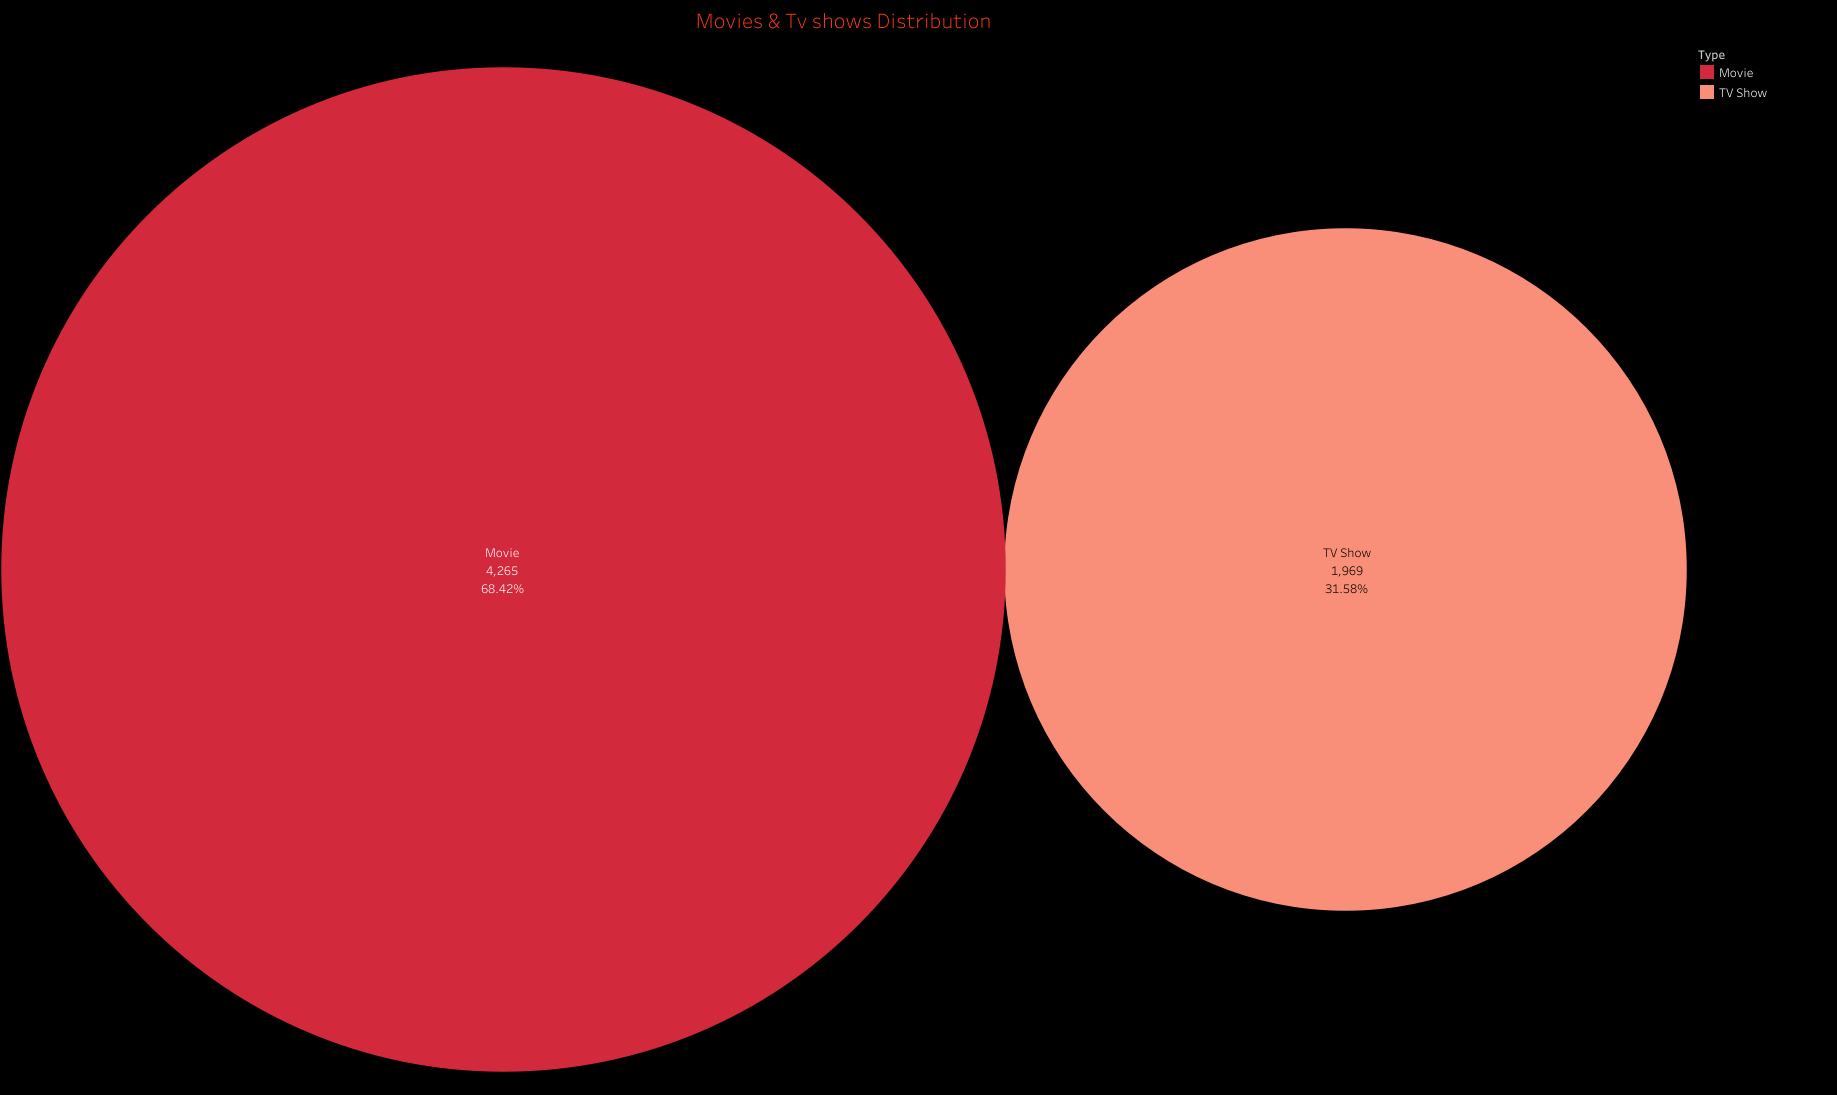 Movies & Tv shows Distribution
Type
Movie
TV Show
Movie
4,265
68.42%
TV Show
1,969
31.58%